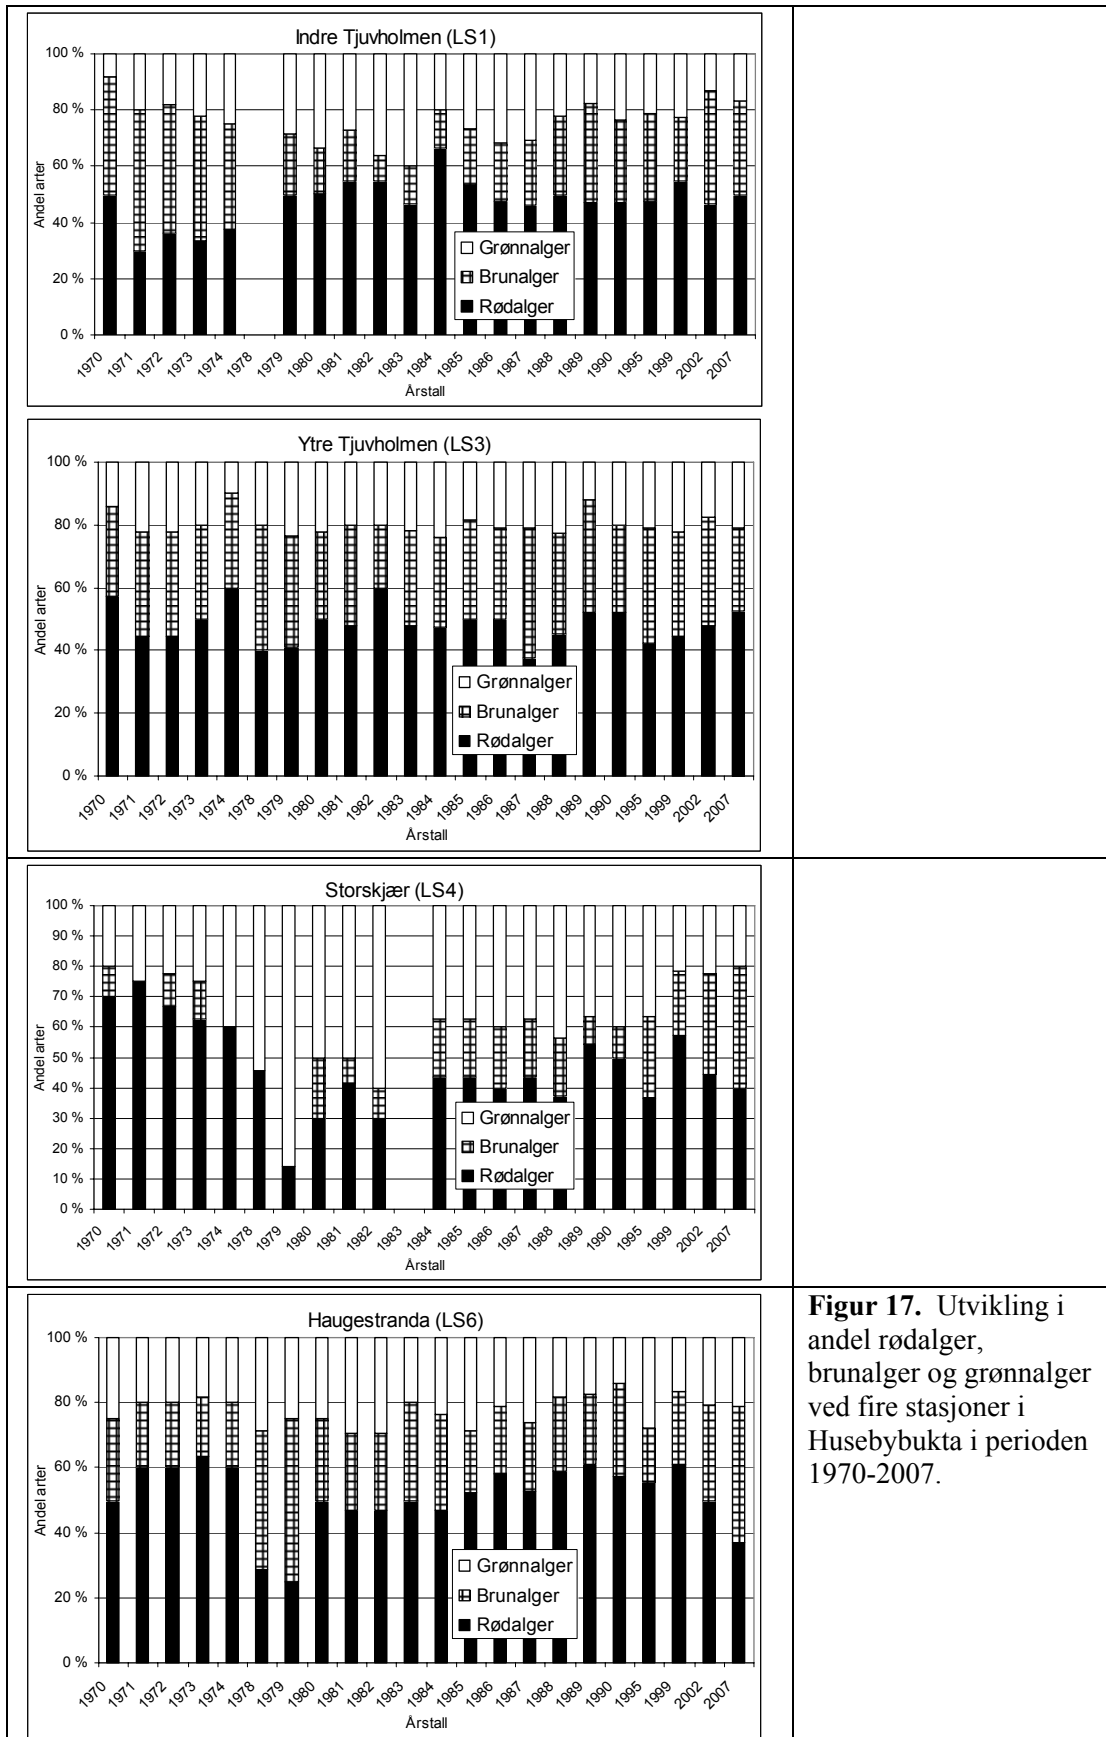 Indre Tjuvholmen (LS1)
100 %
80 %
60 %
40 %
20 %
0 %
Andel arter
Grønnalger
Brunalger
Rødalger
1970 1971 1972 1973 1974 1978 1979 1980 1981 1982 1983 1984 1985 1986 1987 1988 1989 1990 1995 1999 2002 2007
Årstall
Ytre Tjuvholmen (LS3)
100 %
80 %
60 %
40 %
20 %
0 %
Andel arter
Grønnalger
Brunalger
Rødalger
1970 1971 1972 1973 1974 1978 1979 1980 1981 1982 1983 1984 1985 1986 1987 1988 1989 1990 1995 1999 2002 2007
Årstall
Storskjær (LS4)
100 %
90 %
80 %
70 %
60 %
50 %
40 %
30 %
20 %
10 %
0 %
Andel arter
Grønnalger
Brunalger
Rødalger
1970 1971 1972 1973 1974 1978 1979 1980 1981 1982 1983 1984 1985 1986 1987 1988 1989 1990 1995 1999 2002 2007
Årstall
Haugestranda (LS6)
100 %
80 %
60 %
40 %
20 %
0 %
Andel arter
Grønnalger
Brunalger
Rødalger
1970 1971 1972 1973 1974 1978 1979 1980 1981 1982 1983 1984 1985 1986 1987 1988 1989 1990 1995 1999 2002 2007
Årstall
Figur 17. Utvikling i
andel rødalger,
brunalger og grønnalger
ved fire stasjoner i
Husebybukta i perioden
1970-2007.